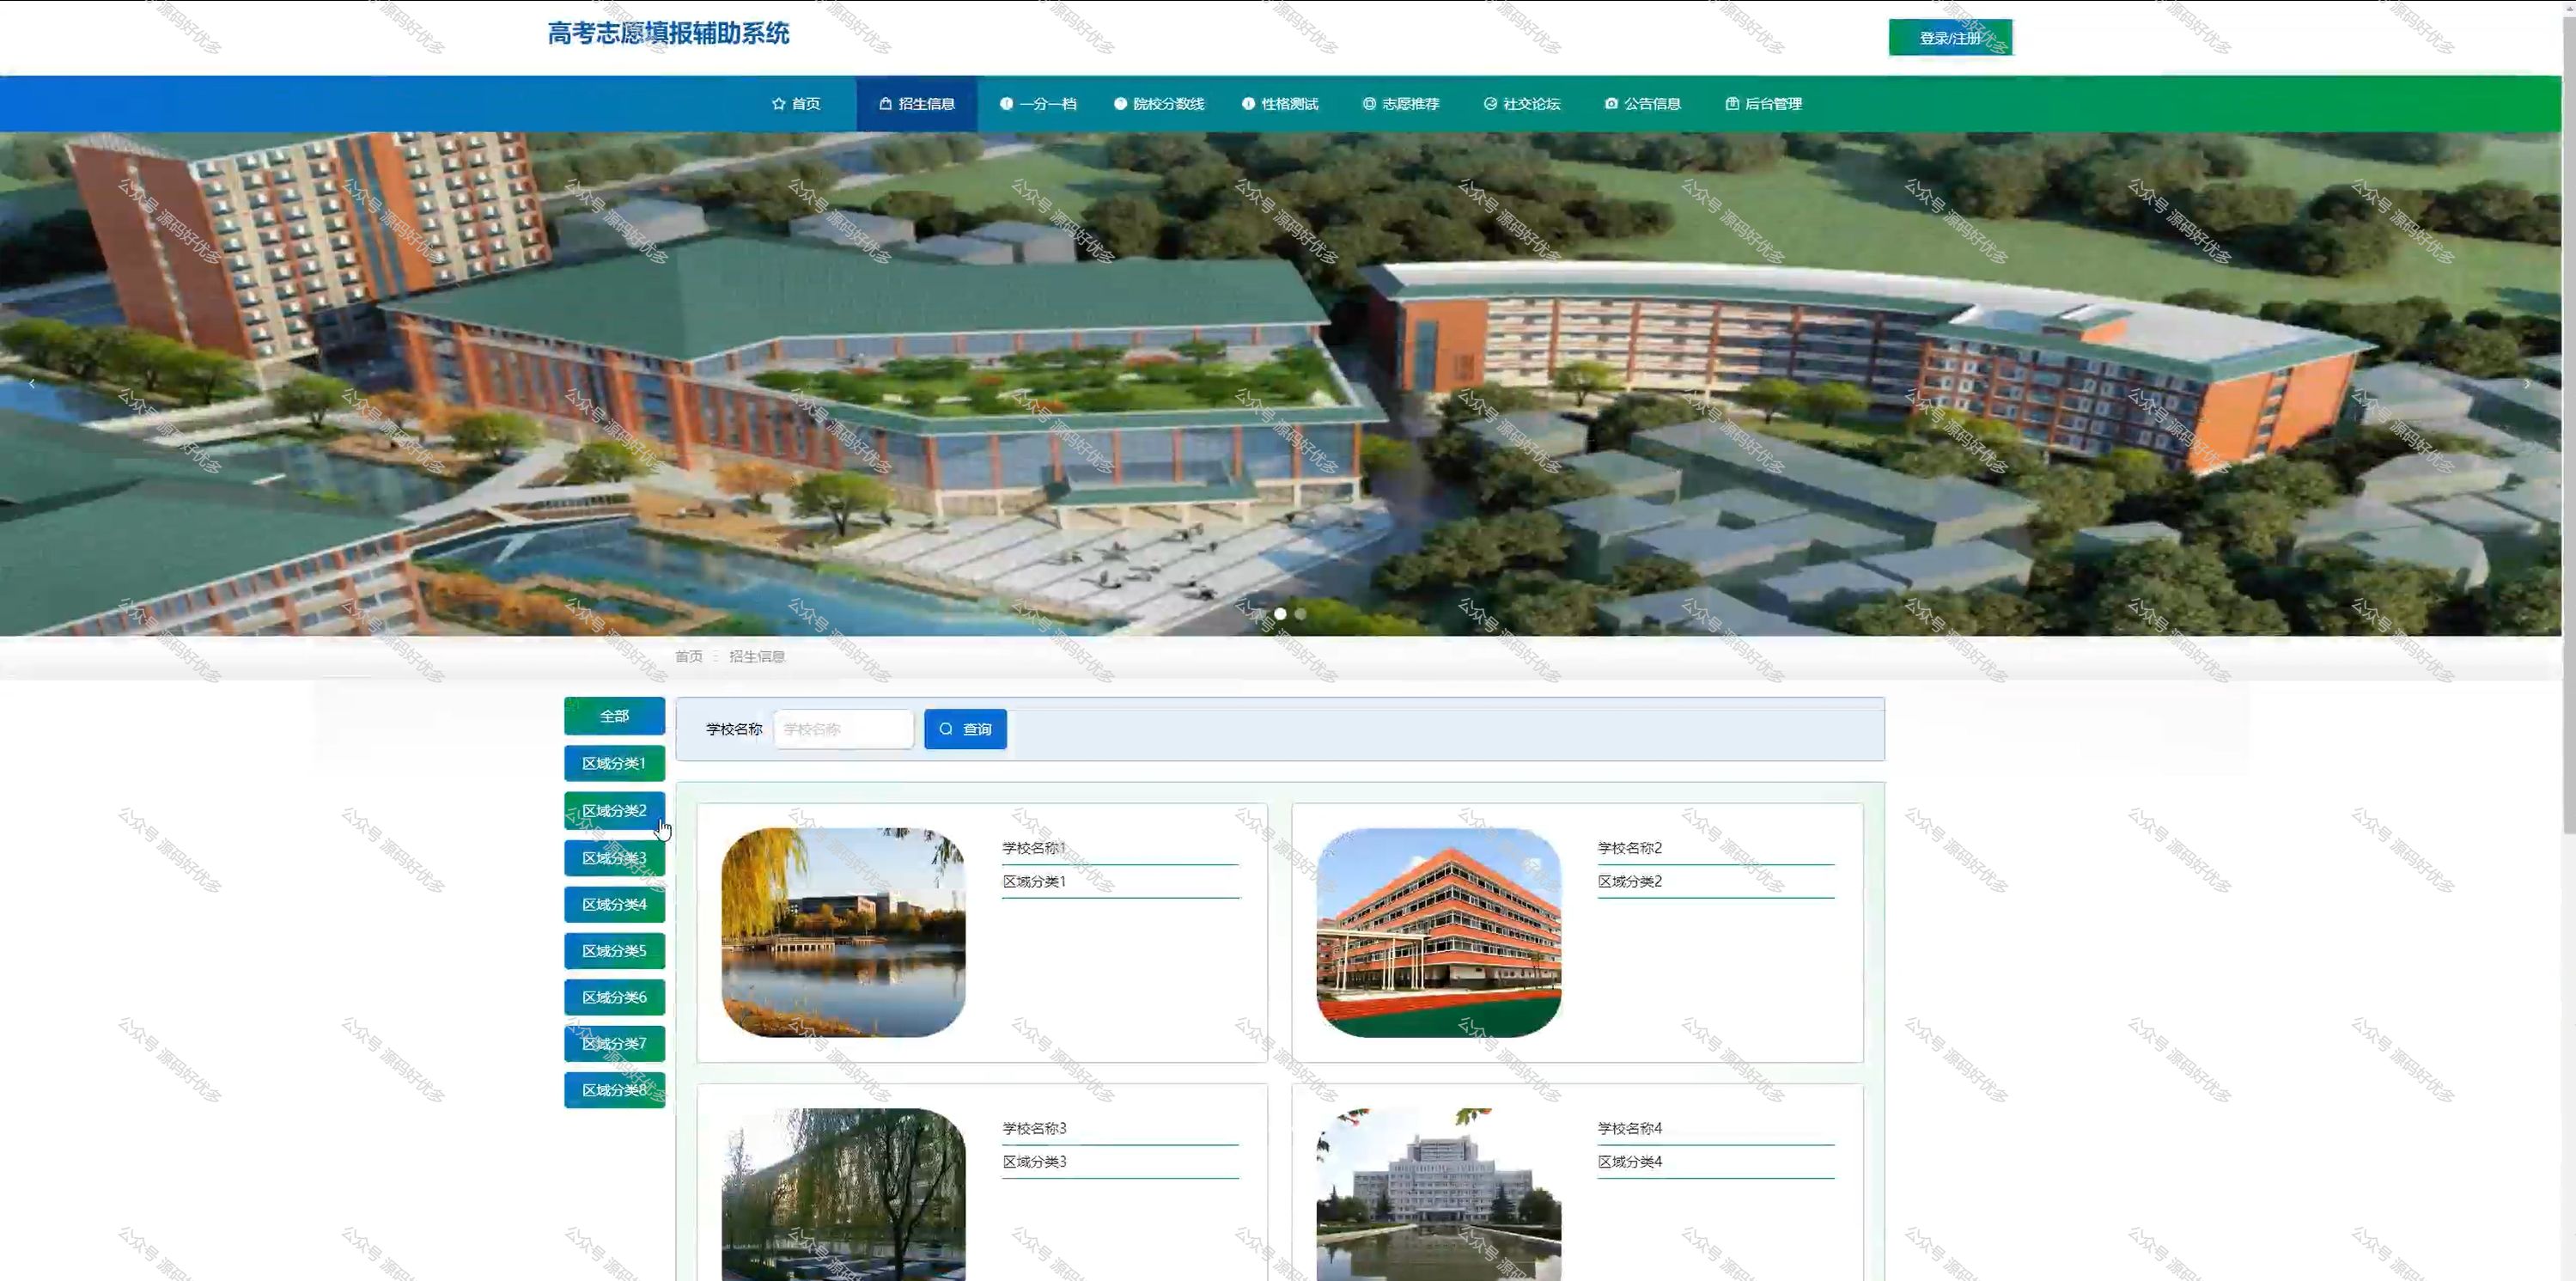 高考志愿填报辅助系统
登录/注册
首页
招生信息
一分一档
院校分数线
性格测试
志愿推荐
社交论坛
公告信息
后台管理
首页 招生信息
全部
学校名称 学校名称 查询
区域分类1
区域分类2
区域分类3
区域分类4
区域分类5
区域分类6
区域分类7
区域分类8
学校名称1
区域分类1
学校名称2
区域分类2
学校名称3
区域分类3
学校名称4
区域分类4
公众号 源码好优多